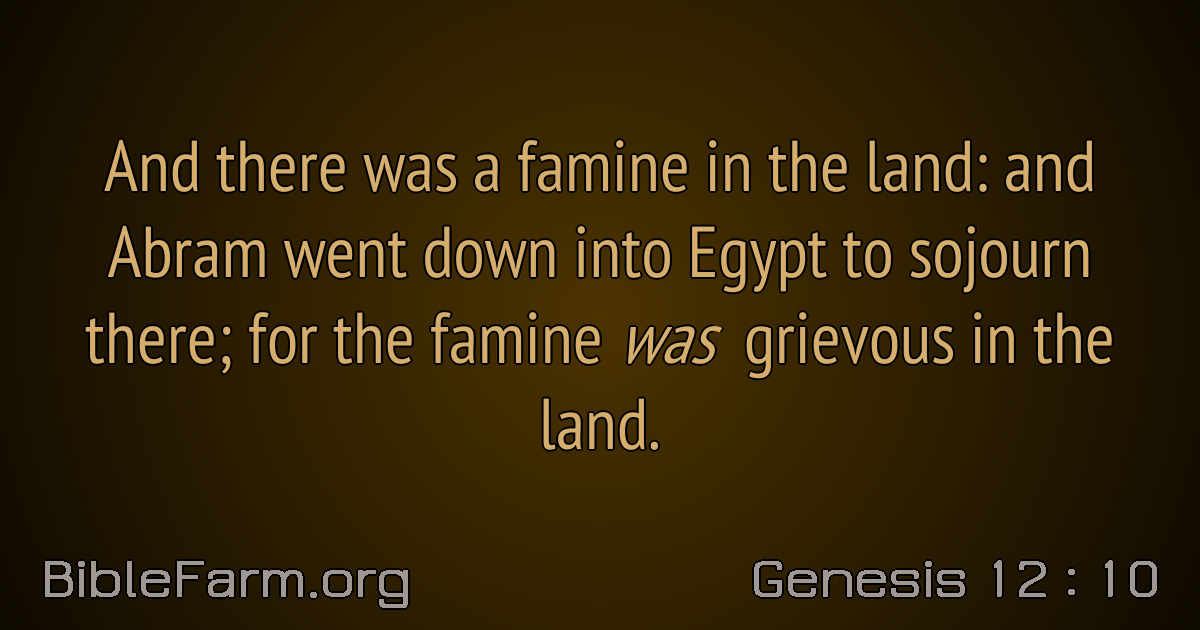 And there was a famine in the land: and
Abram went down into Egypt to sojourn
there; for the famine was grievous in the
land.
BibleFarm.org
Genesis 12 : 10